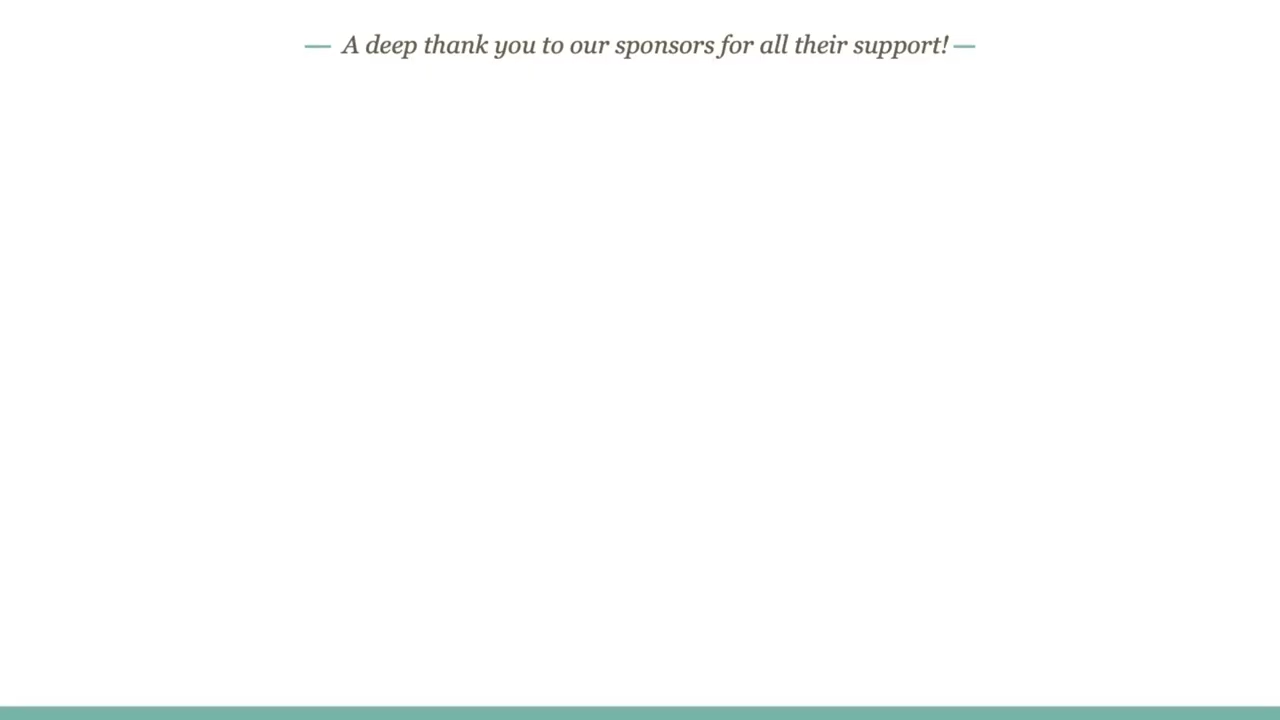 — A deep thank you to our sponsors for all their support! —